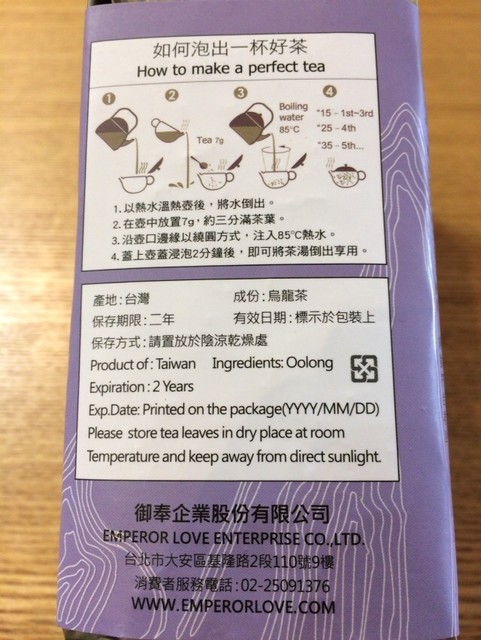 如何泡出一杯好茶
How to make a perfect tea
1
2
3
4
Tea 7g
Boiling
water
85°C
"15 - 1st~3rd
"25 - 4th
"35 - 5th...
1.以熱水溫熱壺後，將水倒出。
2.在壺中放置7g，約三分滿茶葉。
3.沿壺口邊緣以繞圓方式，注入85°C熱水。
4.蓋上壺蓋浸泡2分鐘後，即可將茶湯倒出享用。
產地:台灣 成份:烏龍茶
保存期限:二年 有效日期:標示於包裝上
保存方式:請置放於陰涼乾燥處
Product of: Taiwan Ingredients: Oolong
Expiration: 2 Years
Exp.Date: Printed on the package(YYYY/MM/DD)
Please store tea leaves in dry place at room
Temperature and keep away from direct sunlight.
御奉企業股份有限公司
EMPEROR LOVE ENTERPRISE CO.,LTD.
台北市大安區基隆路2段110號9樓
消費者服務電話:02-25091376
WWW.EMPERORLOVE.COM